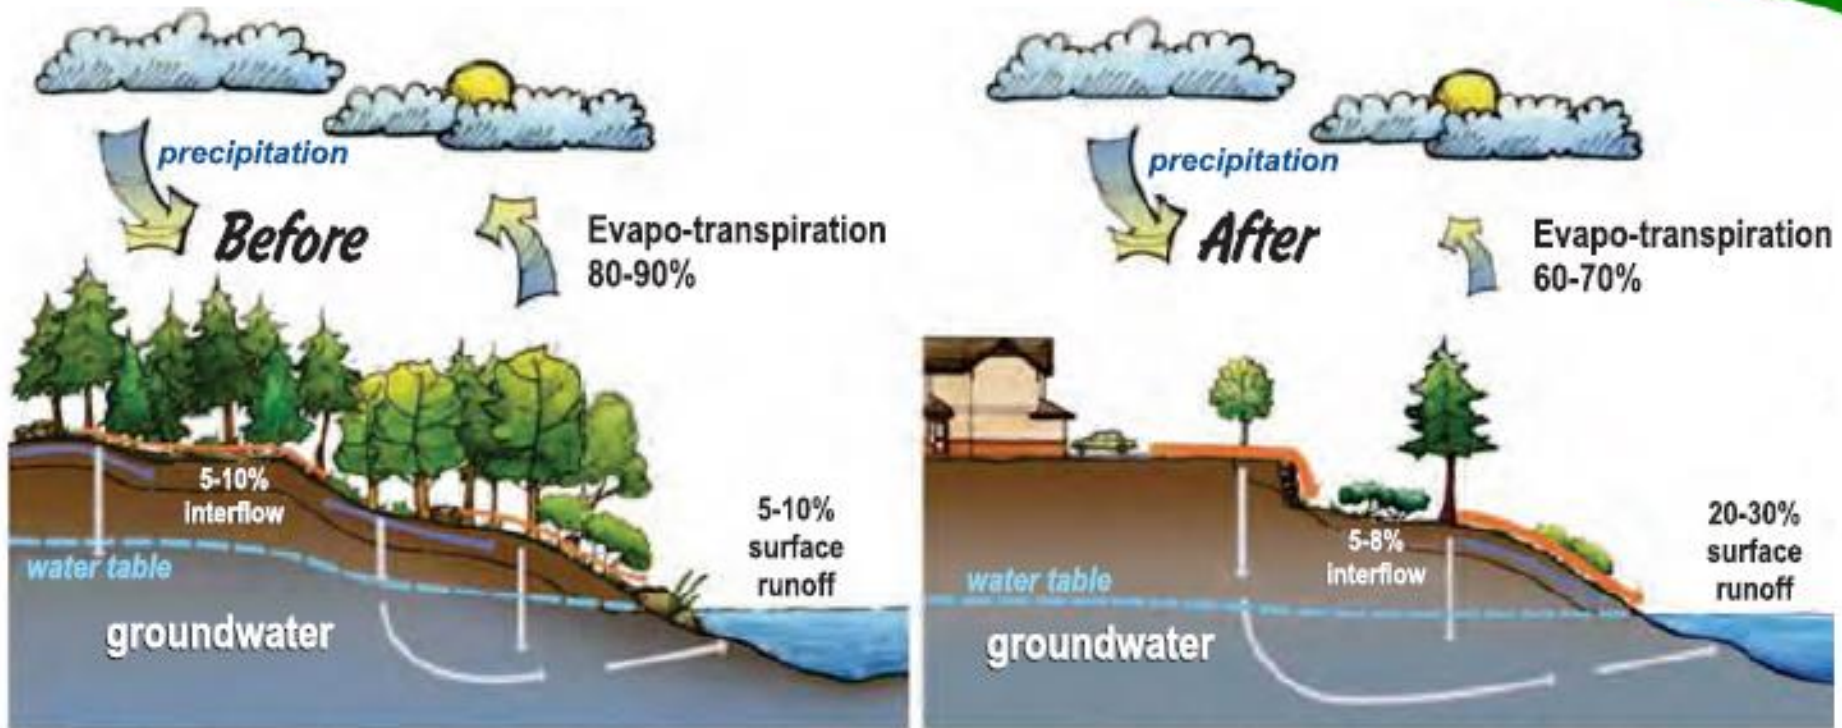 precipitation
Before
Evapo-transpiration
80-90%
5-10%
interflow
5-10%
surface
runoff
water table
groundwater
precipitation
After
Evapo-transpiration
60-70%
5-8%
interflow
20-30%
surface
runoff
water table
groundwater